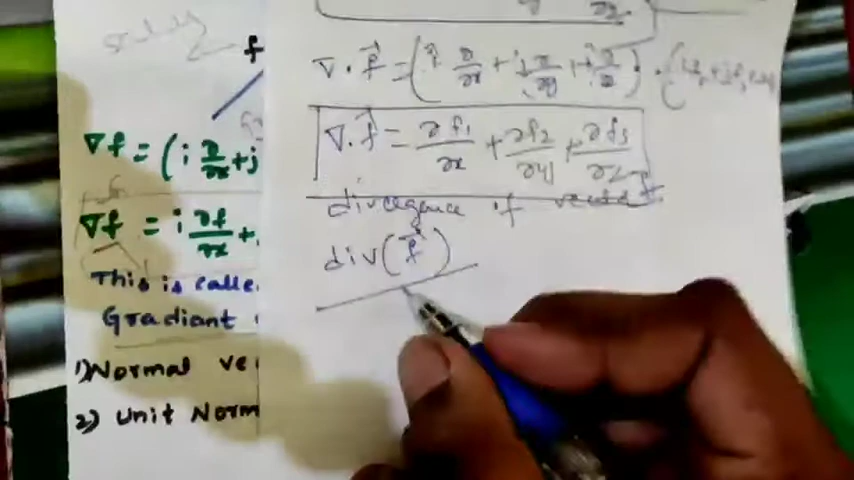 f
∇f = (i ∂/∂x + j
∇f = i ∂f/∂x +
This is calle
Gradiant
1) Normal ve
2) Unit Norm
∂z
∇ · f⃗ = (i ∂/∂x + j ∂/∂y + k ∂/∂z) · (
∇ · f⃗ = ∂f₁/∂x + ∂f₂/∂y + ∂f₃/∂z
divergence of
div(f⃗)